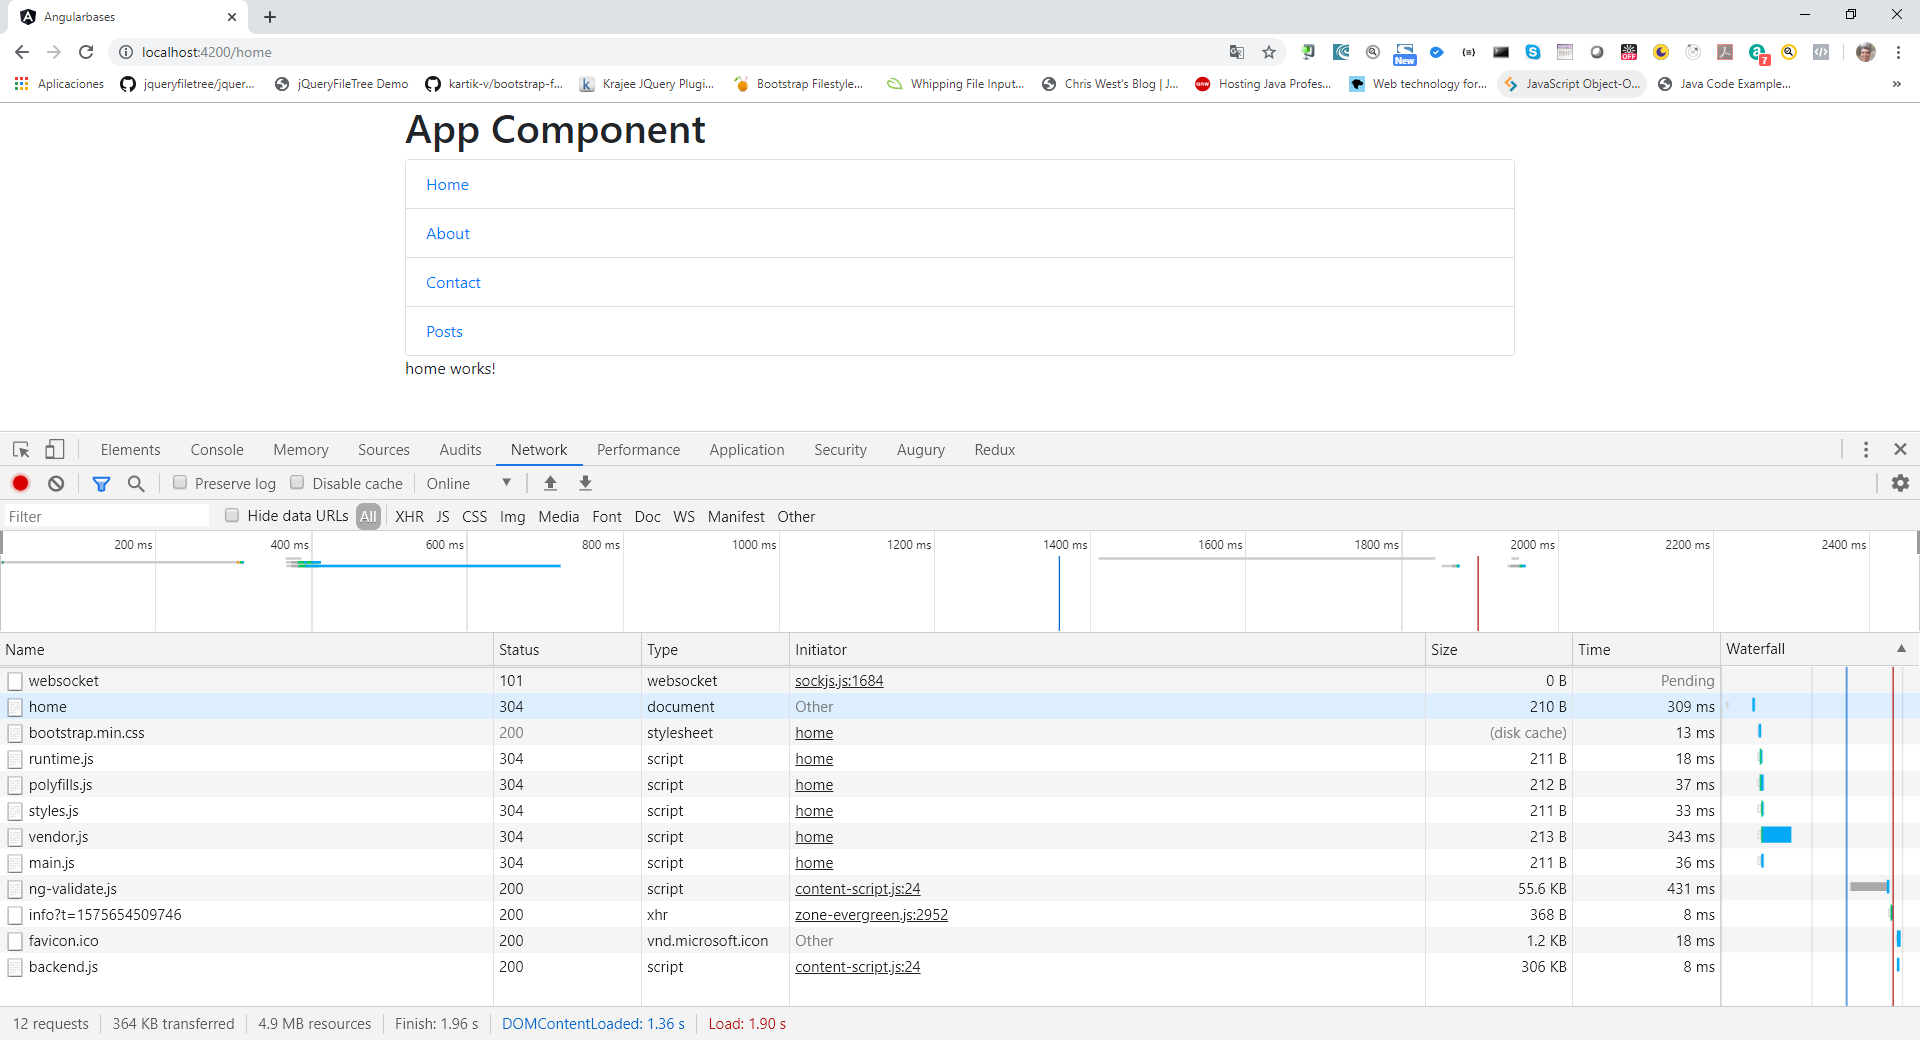 Angularbases
localhost:4200/home
New
OFF
7
Aplicaciones jqueryfiletree/jquer... jQueryFileTree Demo kartik-v/bootstrap-f... Krajee JQuery Plugi... Bootstrap Filestyle... Whipping File Input... Chris West's Blog | J... Hosting Java Profes... Web technology for... JavaScript Object-O... Java Code Example... »
App Component
Home
About
Contact
Posts
home works!
Elements Console Memory Sources Audits Network Performance Application Security Augury Redux
Preserve log Disable cache Online
Filter Hide data URLs All XHR JS CSS Img Media Font Doc WS Manifest Other
200 ms 400 ms 600 ms 800 ms 1000 ms 1200 ms 1400 ms 1600 ms 1800 ms 2000 ms 2200 ms 2400 ms
Name Status Type Initiator Size Time Waterfall
websocket 101 websocket sockjs.js:1684 0 B Pending
home 304 document Other 210 B 309 ms
bootstrap.min.css 200 stylesheet home (disk cache) 13 ms
runtime.js 304 script home 211 B 18 ms
polyfills.js 304 script home 212 B 37 ms
styles.js 304 script home 211 B 33 ms
vendor.js 304 script home 213 B 343 ms
main.js 304 script home 211 B 36 ms
ng-validate.js 200 script content-script.js:24 55.6 KB 431 ms
info?t=1575654509746 200 xhr zone-evergreen.js:2952 368 B 8 ms
favicon.ico 200 vnd.microsoft.icon Other 1.2 KB 18 ms
backend.js 200 script content-script.js:24 306 KB 8 ms
12 requests 364 KB transferred 4.9 MB resources Finish: 1.96 s DOMContentLoaded: 1.36 s Load: 1.90 s